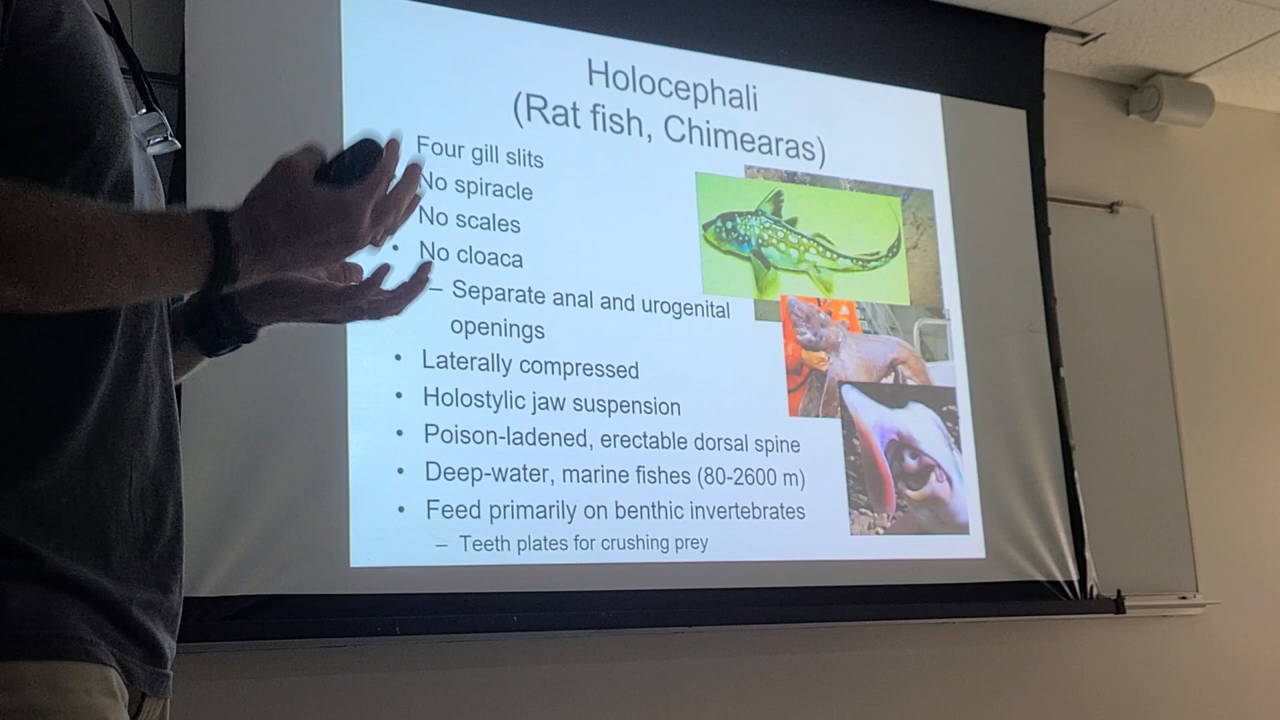 Holocephali
(Rat fish, Chimearas)
Four gill slits
No spiracle
No scales
• No cloaca
– Separate anal and urogenital
openings
• Laterally compressed
• Holostylic jaw suspension
• Poison-ladened, erectable dorsal spine
• Deep-water, marine fishes (80-2600 m)
• Feed primarily on benthic invertebrates
– Teeth plates for crushing prey